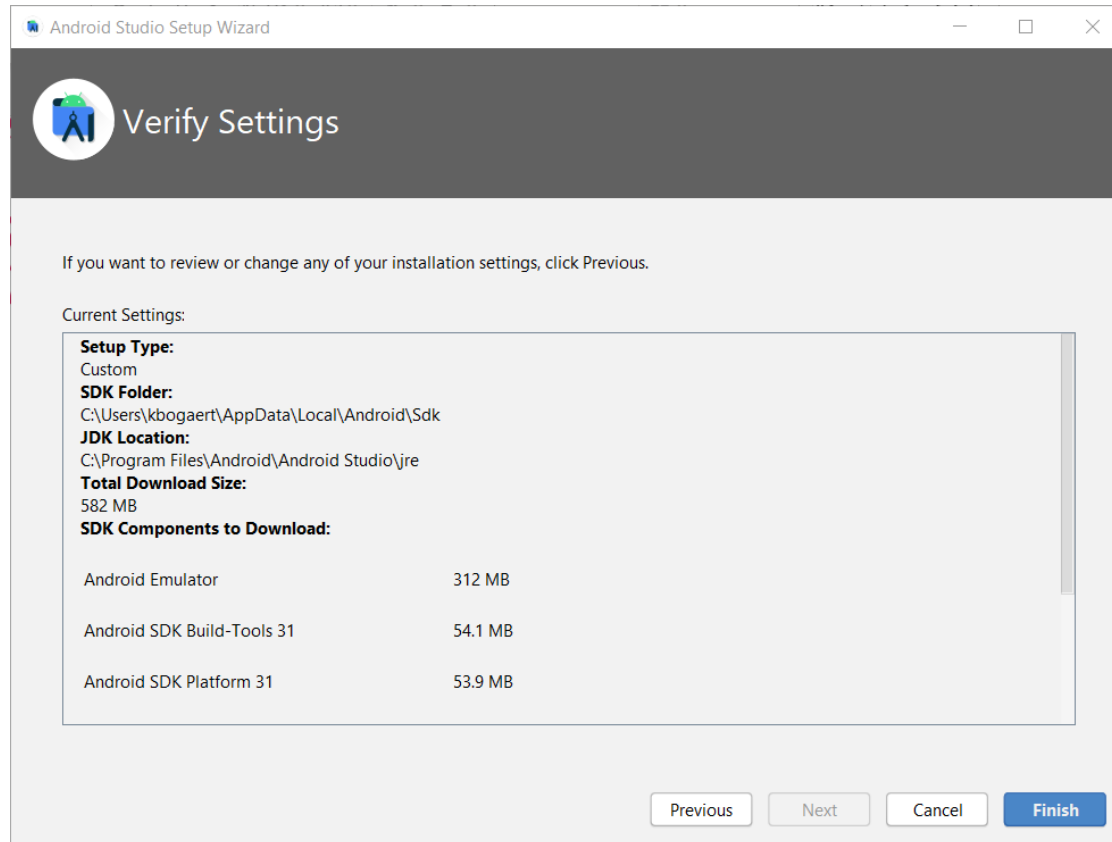 Android Studio Setup Wizard
Verify Settings
If you want to review or change any of your installation settings, click Previous.
Current Settings:
Setup Type:
Custom
SDK Folder:
C:\Users\kbogaert\AppData\Local\Android\Sdk
JDK Location:
C:\Program Files\Android\Android Studio\jre
Total Download Size:
582 MB
SDK Components to Download:
Android Emulator 312 MB
Android SDK Build-Tools 31 54.1 MB
Android SDK Platform 31 53.9 MB
Previous Next Cancel Finish